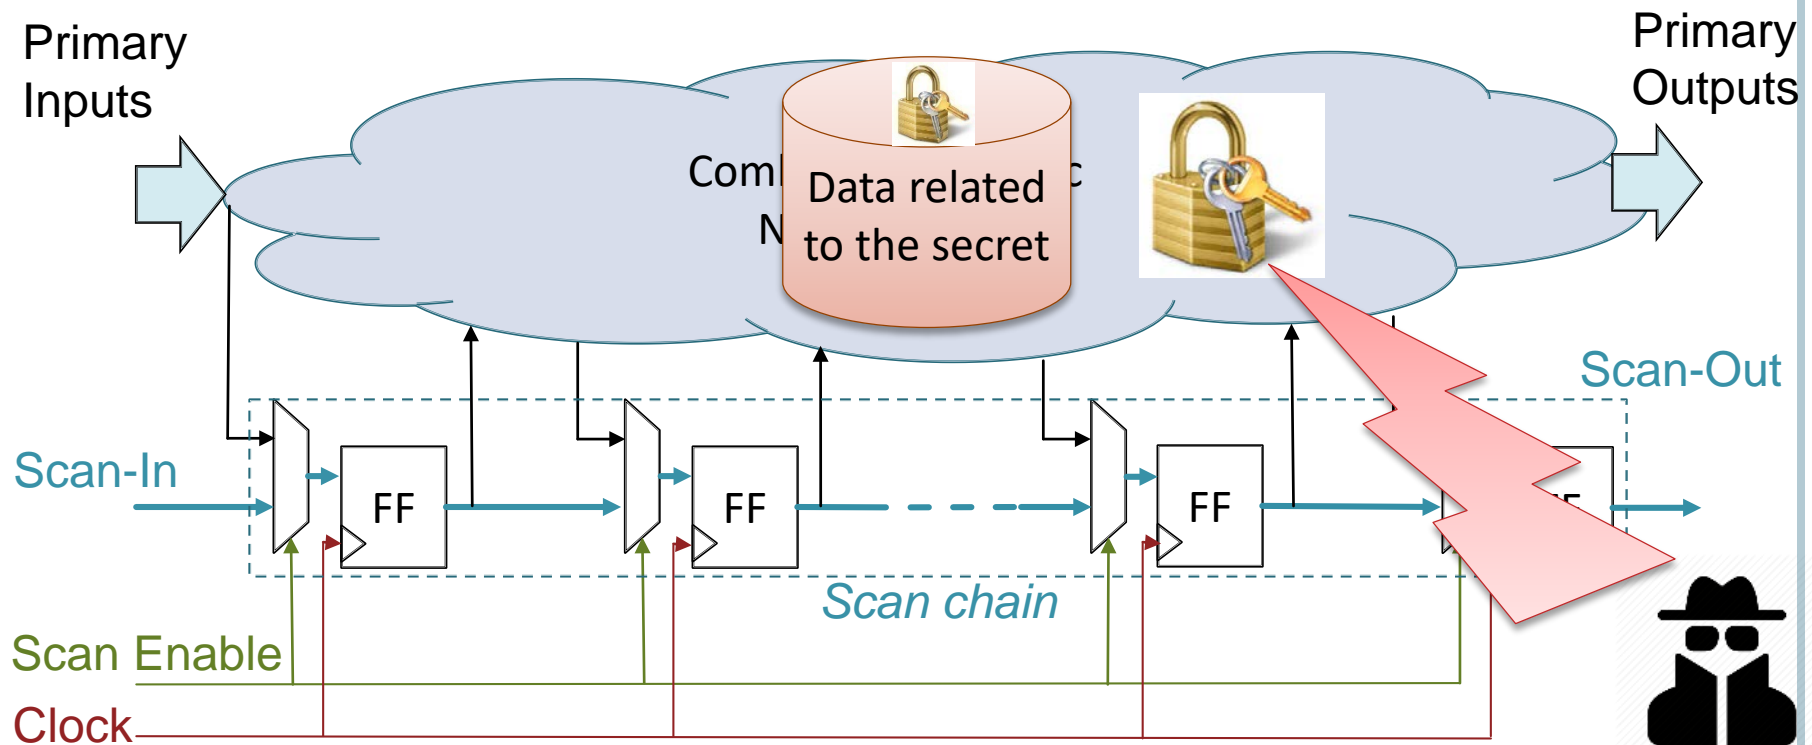 Primary
Inputs
Primary
Outputs
Data related
to the secret
Scan-Out
Scan-In
FF
FF
FF
Scan chain
Scan Enable
Clock